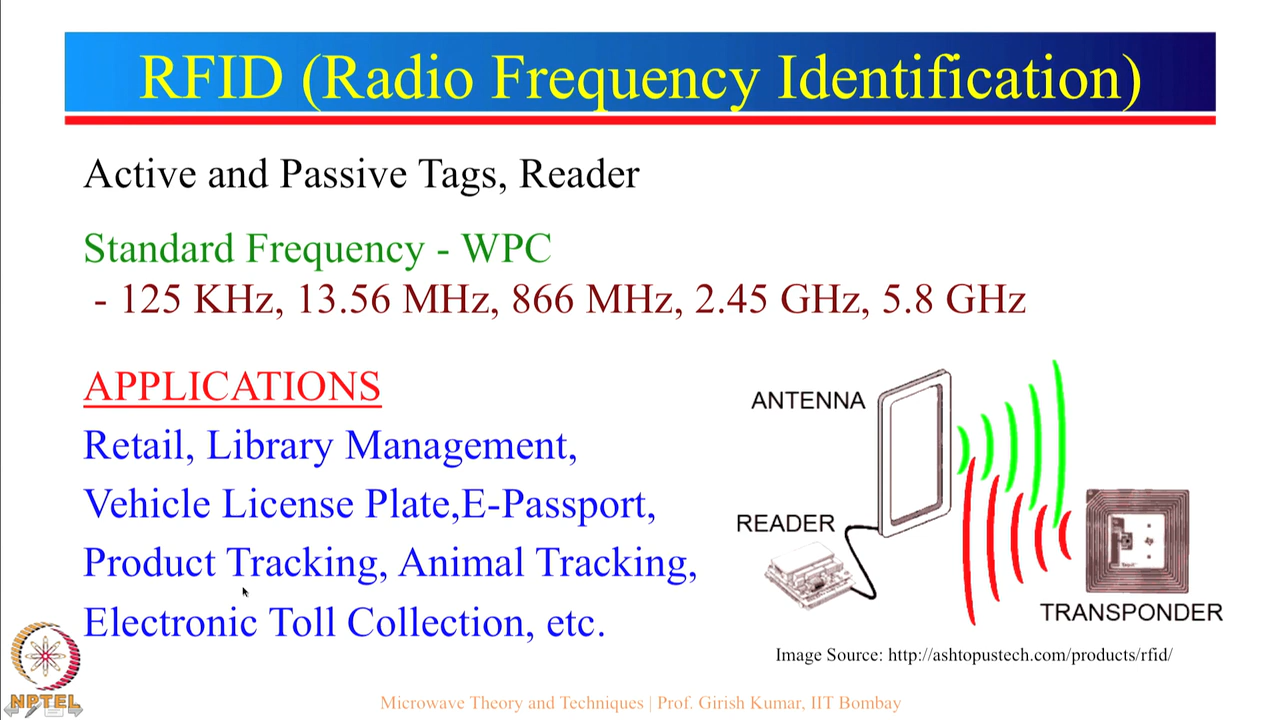 RFID (Radio Frequency Identification)
Active and Passive Tags, Reader
Standard Frequency - WPC
- 125 KHz, 13.56 MHz, 866 MHz, 2.45 GHz, 5.8 GHz
APPLICATIONS
Retail, Library Management,
Vehicle License Plate,E-Passport,
Product Tracking, Animal Tracking,
Electronic Toll Collection, etc.
ANTENNA
READER
TRANSPONDER
Image Source: http://ashtopustech.com/products/rfid/
NPTEL
Microwave Theory and Techniques | Prof. Girish Kumar, IIT Bombay